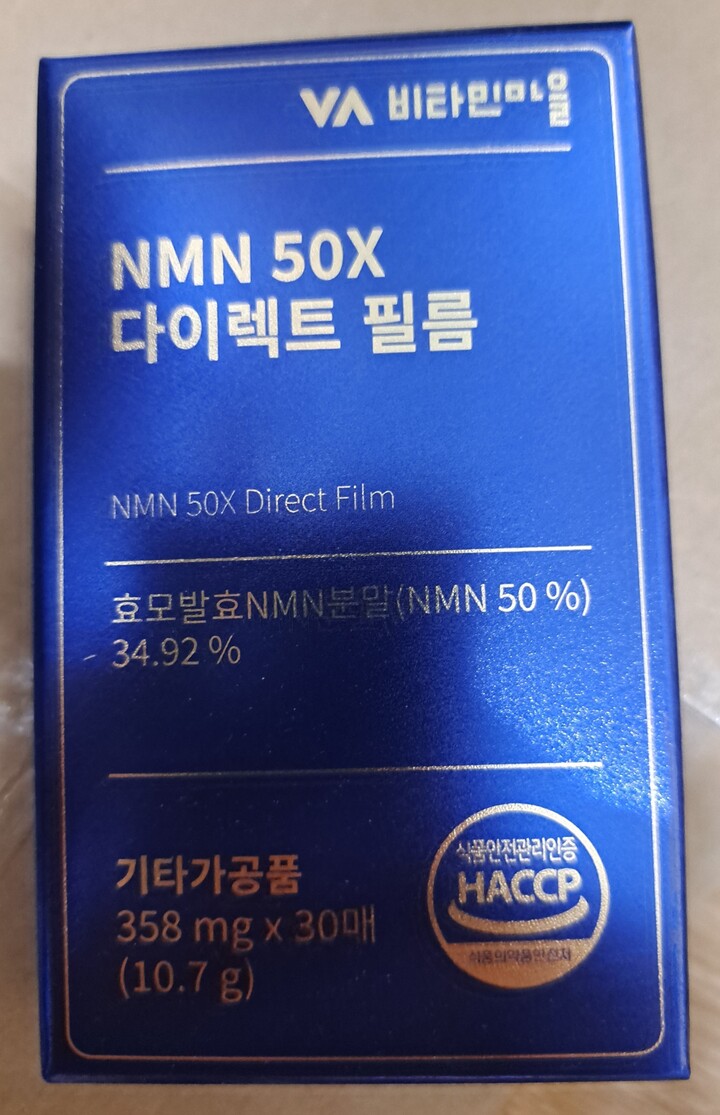 VA 비타민마을
NMN 50X
다이렉트 필름
NMN 50X Direct Film
효모발효NMN분말(NMN 50 %)
34.92 %
기타가공품
358 mg x 30매
(10.7 g)
식품안전관리인증
HACCP
식품의약품안전처